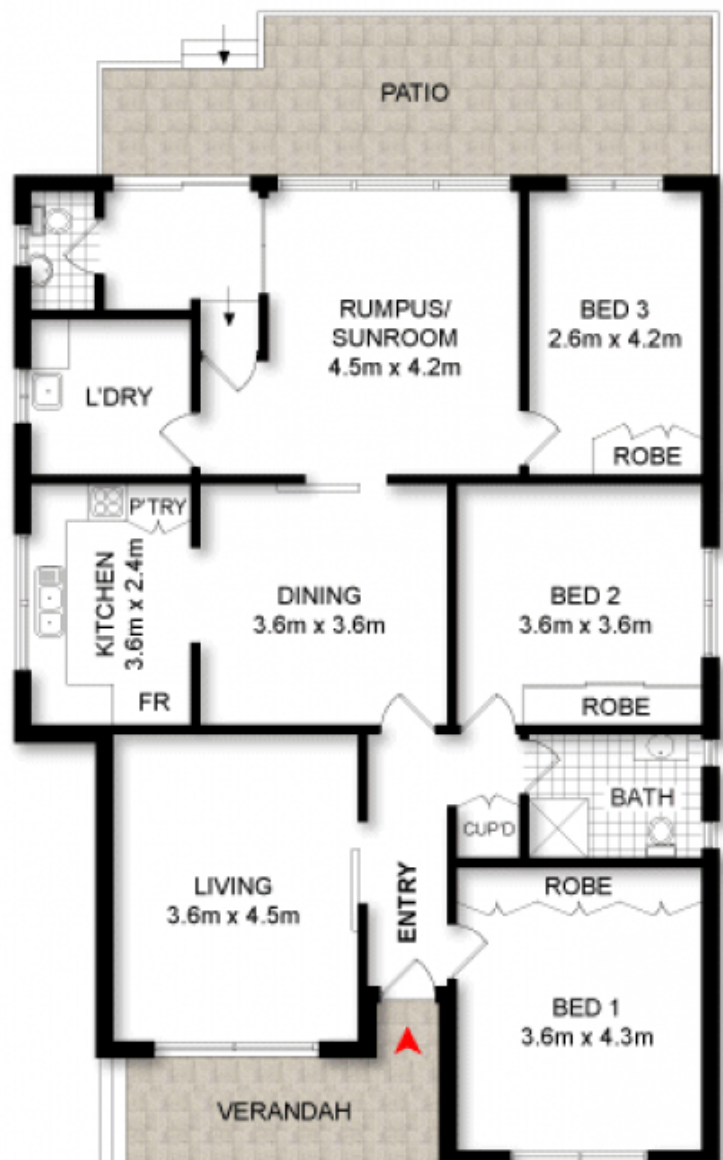 PATIO
RUMPUS/
SUNROOM
4.5m x 4.2m
BED 3
2.6m x 4.2m
ROBE
L'DRY
P'TRY
KITCHEN
3.6m x 2.4m
FR
DINING
3.6m x 3.6m
BED 2
3.6m x 3.6m
ROBE
BATH
CUP'D
LIVING
3.6m x 4.5m
ENTRY
ROBE
BED 1
3.6m x 4.3m
VERANDAH